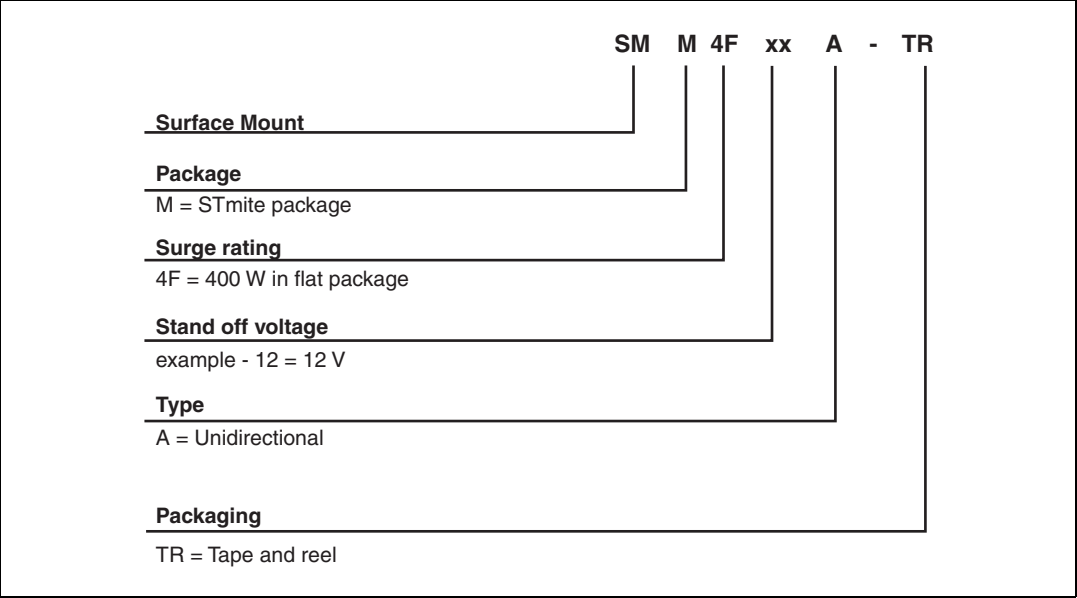 SM M 4F xx A - TR
Surface Mount
Package
M = STmite package
Surge rating
4F = 400 W in flat package
Stand off voltage
example - 12 = 12 V
Type
A = Unidirectional
Packaging
TR = Tape and reel